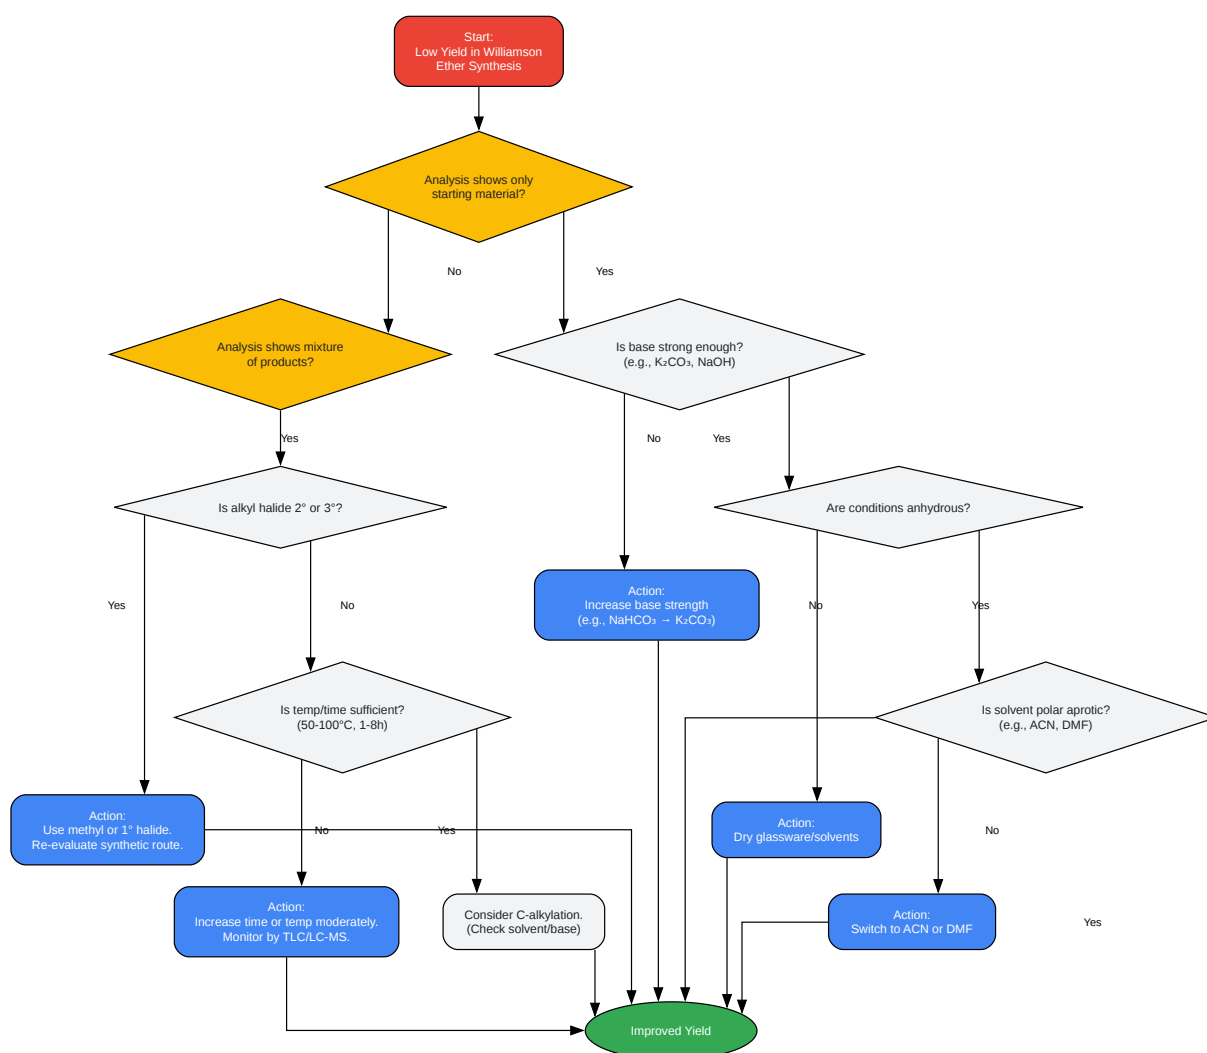 Start:
Low Yield in Williamson
Ether Synthesis
Analysis shows only
starting material?
No
Yes
Analysis shows mixture
of products?
Is base strong enough?
(e.g., K₂CO₃, NaOH)
Yes
No
Yes
Is alkyl halide 2° or 3°?
Are conditions anhydrous?
Yes
No
Action:
Increase base strength
(e.g., NaHCO₃ → K₂CO₃)
No
Yes
Is temp/time sufficient?
(50-100°C, 1-8h)
Is solvent polar aprotic?
(e.g., ACN, DMF)
Action:
Use methyl or 1° halide.
Re-evaluate synthetic route.
No
Yes
Action:
Dry glassware/solvents
No
Action:
Increase time or temp moderately.
Monitor by TLC/LC-MS.
Consider C-alkylation.
(Check solvent/base)
Action:
Switch to ACN or DMF
Yes
Improved Yield